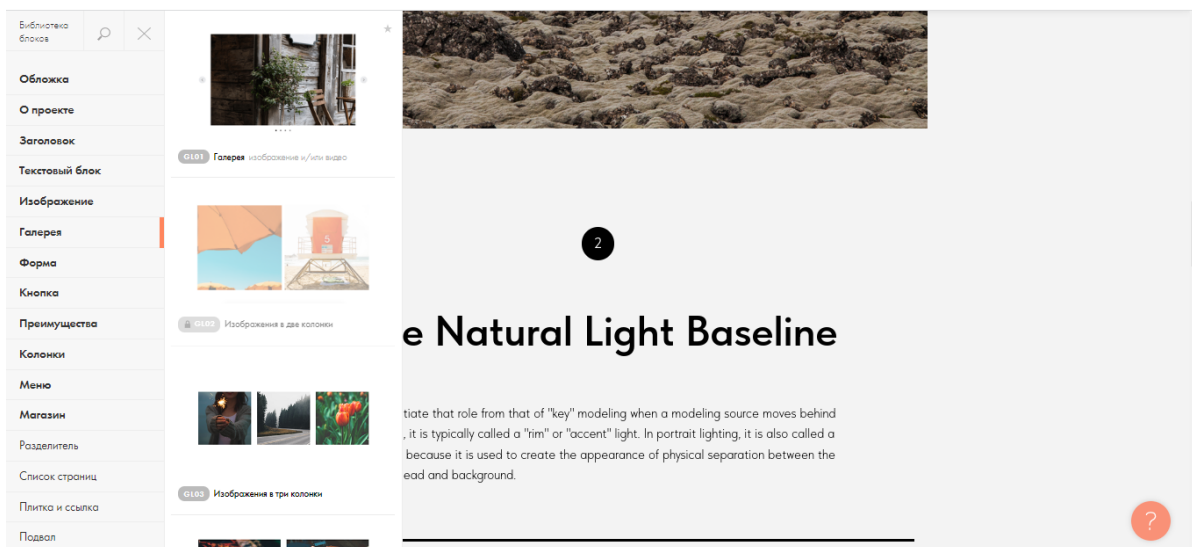 Библиотека
блоков
Обложка
О проекте
Заголовок
Текстовый блок
Изображение
Галерея
Форма
Кнопка
Преимущества
Колонки
Меню
Магазин
Разделитель
Список страниц
Плитка и ссылка
Подвал
GL01 Галерея изображение и/или видео
5
GL02 Изображения в две колонки
GL03 Изображения в три колонки
2
e Natural Light Baseline
tiate that role from that of "key" modeling when a modeling source moves behind
, it is typically called a "rim" or "accent" light. In portrait lighting, it is also called a
because it is used to create the appearance of physical separation between the
ead and background.
?